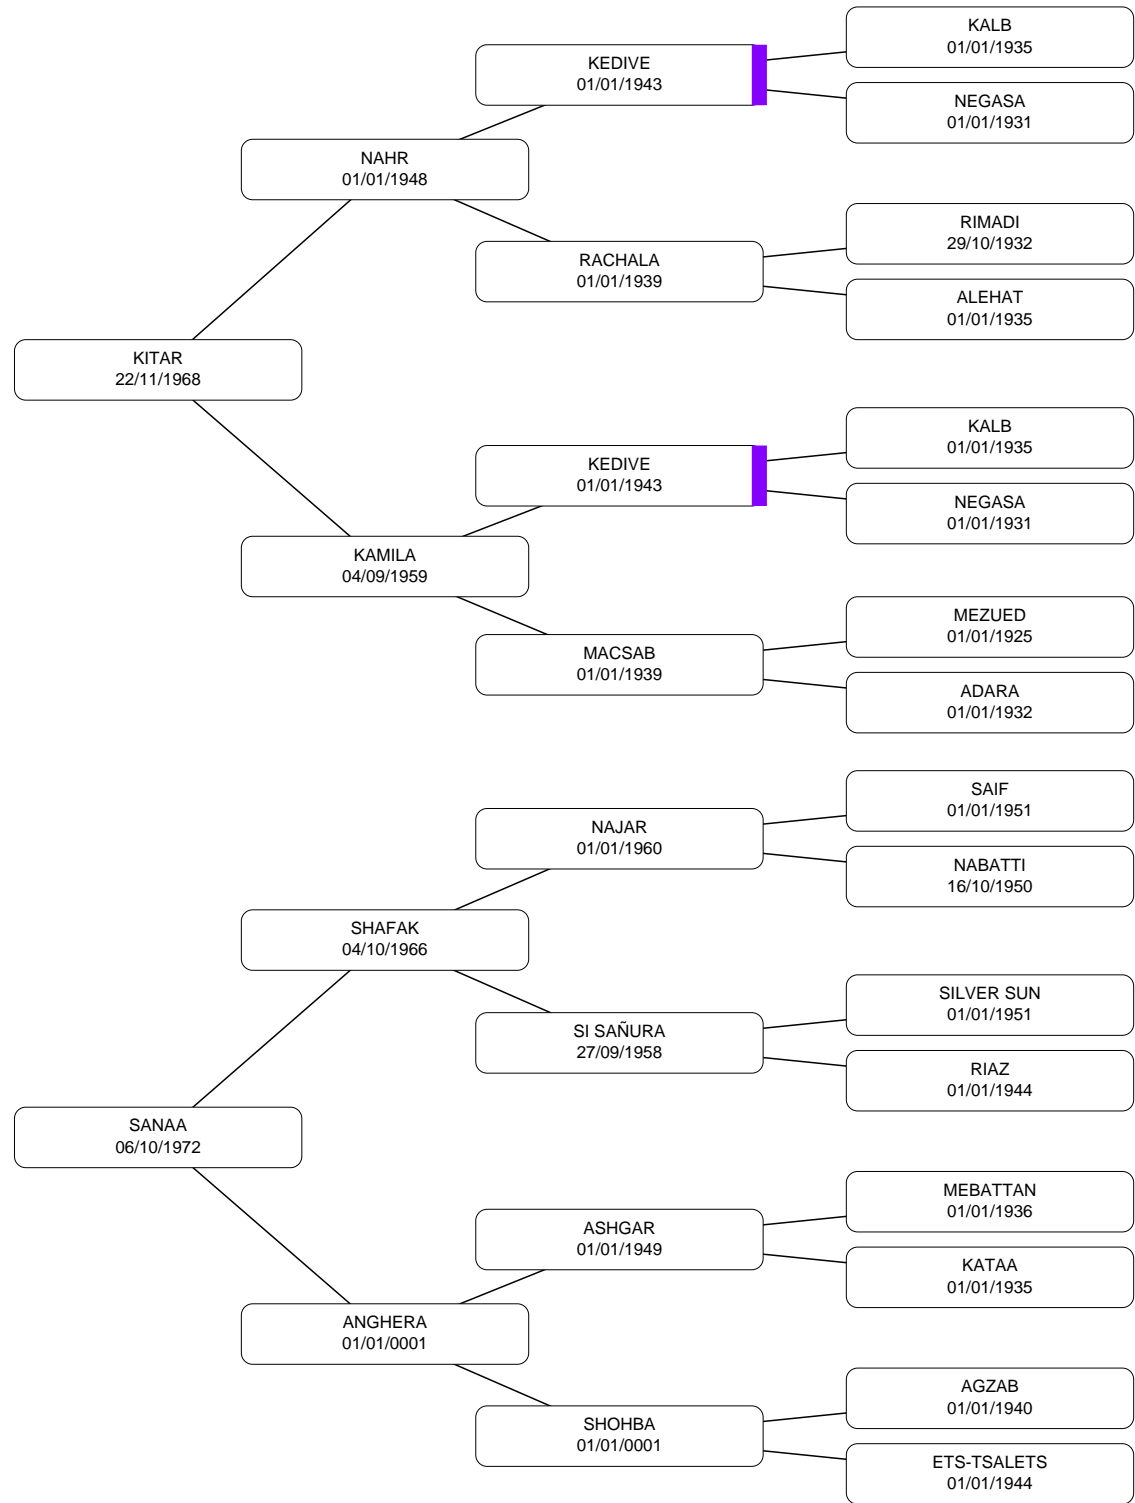 KALB
01/01/1935
KEDIVE
01/01/1943
NEGASA
01/01/1931
NAHR
01/01/1948
RIMADI
29/10/1932
RACHALA
01/01/1939
ALEHAT
01/01/1935
KITAR
22/11/1968
KALB
01/01/1935
KEDIVE
01/01/1943
NEGASA
01/01/1931
KAMILA
04/09/1959
MEZUED
01/01/1925
MACSAB
01/01/1939
ADARA
01/01/1932
SAIF
01/01/1951
NAJAR
01/01/1960
NABATTI
16/10/1950
SHAFAK
04/10/1966
SILVER SUN
01/01/1951
SI SAÑURA
27/09/1958
RIAZ
01/01/1944
SANAA
06/10/1972
MEBATTAN
01/01/1936
ASHGAR
01/01/1949
KATAA
01/01/1935
ANGHERA
01/01/0001
AGZAB
01/01/1940
SHOHBA
01/01/0001
ETS-TSALETS
01/01/1944